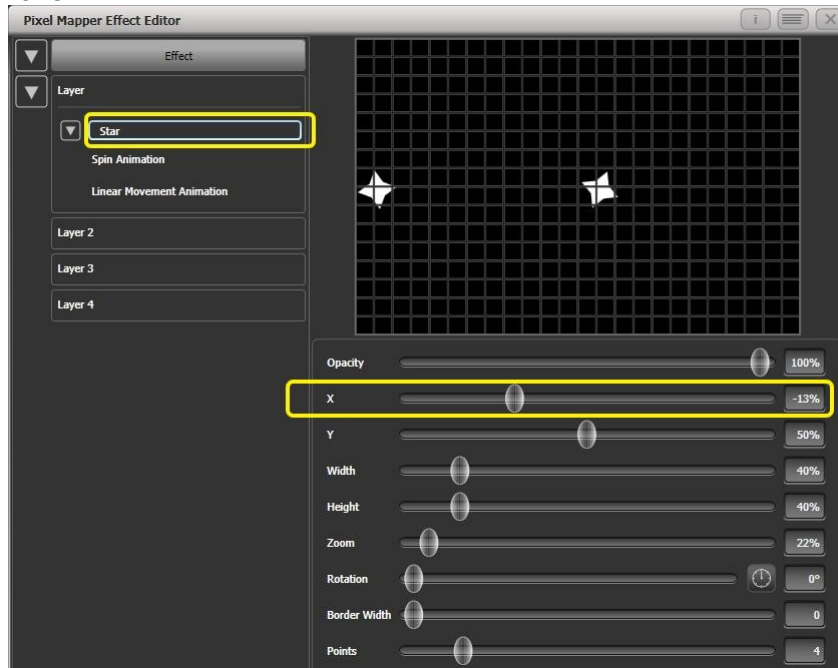 Pixel Mapper Effect Editor
i
X
Effect
Layer
Star
Spin Animation
Linear Movement Animation
Layer 2
Layer 3
Layer 4
Opacity 100%
X -13%
Y 50%
Width 40%
Height 40%
Zoom 22%
Rotation 0°
Border Width 0
Points 4